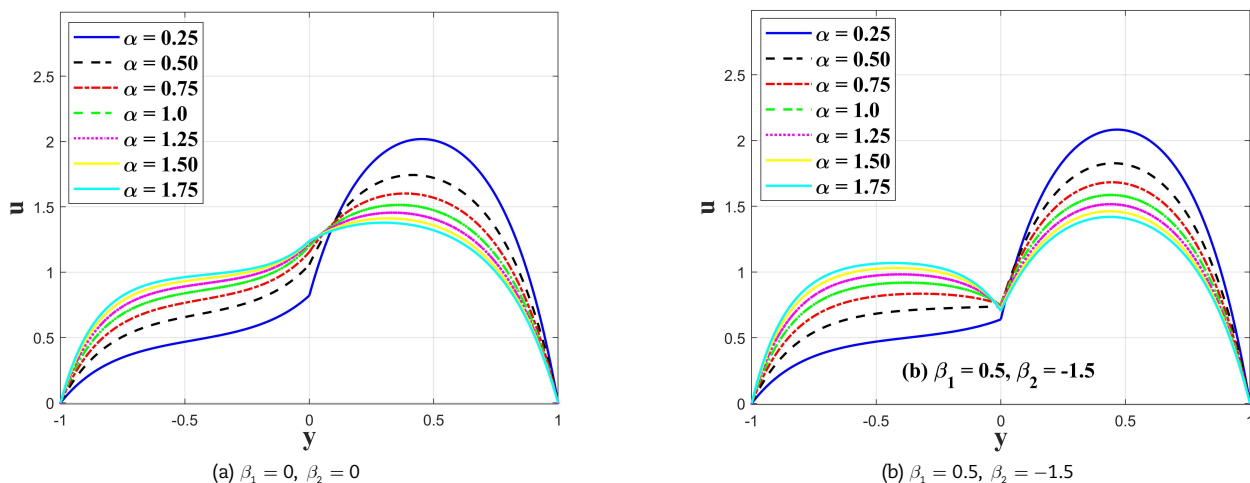 α = 0.25
α = 0.50
α = 0.75
α = 1.0
α = 1.25
α = 1.50
α = 1.75
2.5
2
1.5
1
0.5
0
u
-1 -0.5 0 0.5 1
y
(a) β₁ = 0, β₂ = 0
α = 0.25
α = 0.50
α = 0.75
α = 1.0
α = 1.25
α = 1.50
α = 1.75
2.5
2
1.5
1
0.5
0
u
(b) β₁ = 0.5, β₂ = -1.5
-1 -0.5 0 0.5 1
y
(b) β₁ = 0.5, β₂ = −1.5